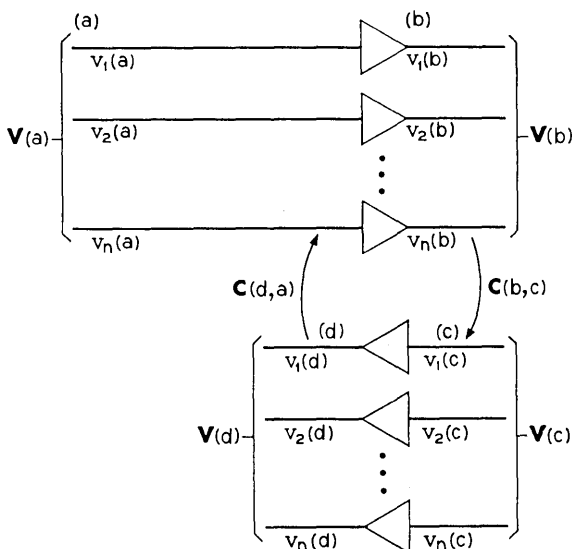 (a) (b)
v₁(a) v₁(b)
V(a) v₂(a) v₂(b) V(b)
vₙ(a) vₙ(b)
C(d,a) C(b,c)
(d) (c)
v₁(d) v₁(c)
V(d) v₂(d) v₂(c) V(c)
vₙ(d) vₙ(c)